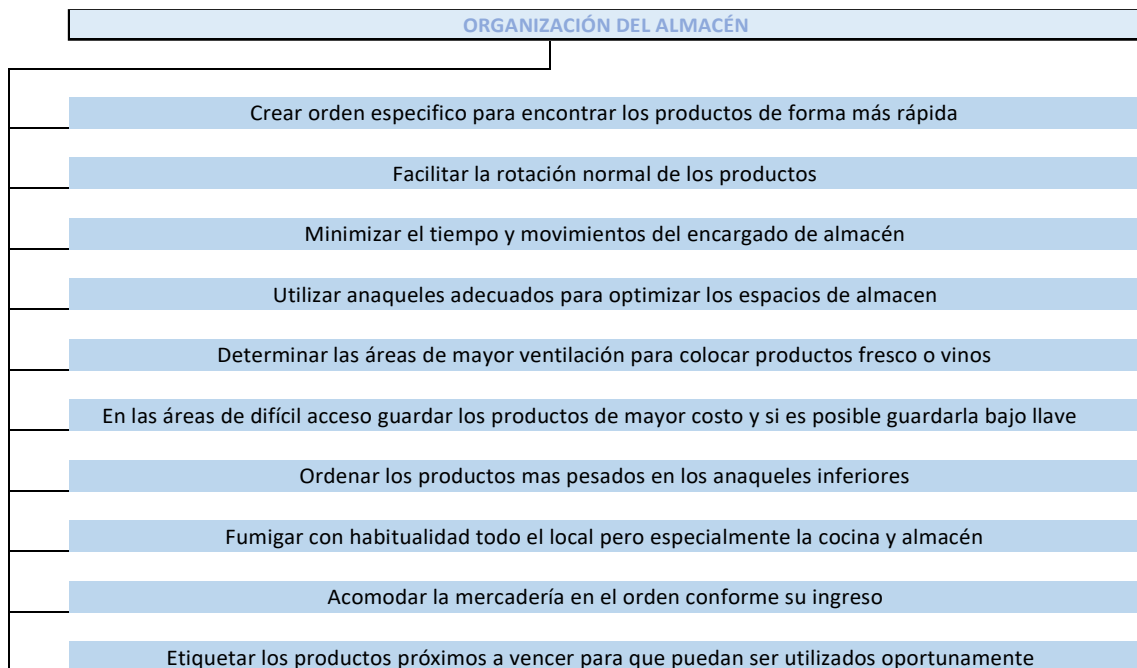 ORGANIZACIÓN DEL ALMACÉN
Crear orden especifico para encontrar los productos de forma más rápida
Facilitar la rotación normal de los productos
Minimizar el tiempo y movimientos del encargado de almacén
Utilizar anaqueles adecuados para optimizar los espacios de almacen
Determinar las áreas de mayor ventilación para colocar productos fresco o vinos
En las áreas de difícil acceso guardar los productos de mayor costo y si es posible guardarla bajo llave
Ordenar los productos mas pesados en los anaqueles inferiores
Fumigar con habitualidad todo el local pero especialmente la cocina y almacén
Acomodar la mercadería en el orden conforme su ingreso
Etiquetar los productos próximos a vencer para que puedan ser utilizados oportunamente